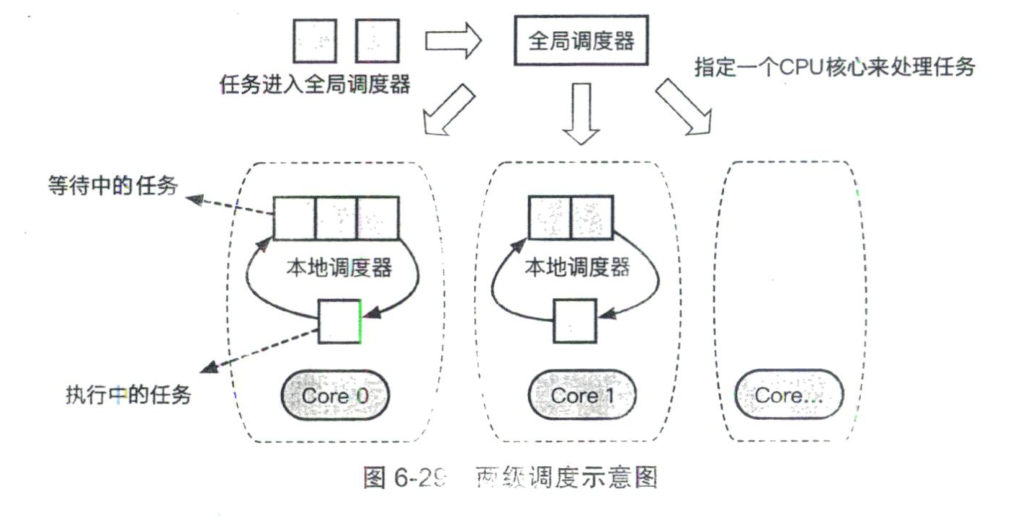 全局调度器
任务进入全局调度器
指定一个CPU核心来处理任务
等待中的任务
本地调度器
本地调度器
执行中的任务
Core 0
Core 1
Core...
图 6-29 两级调度示意图